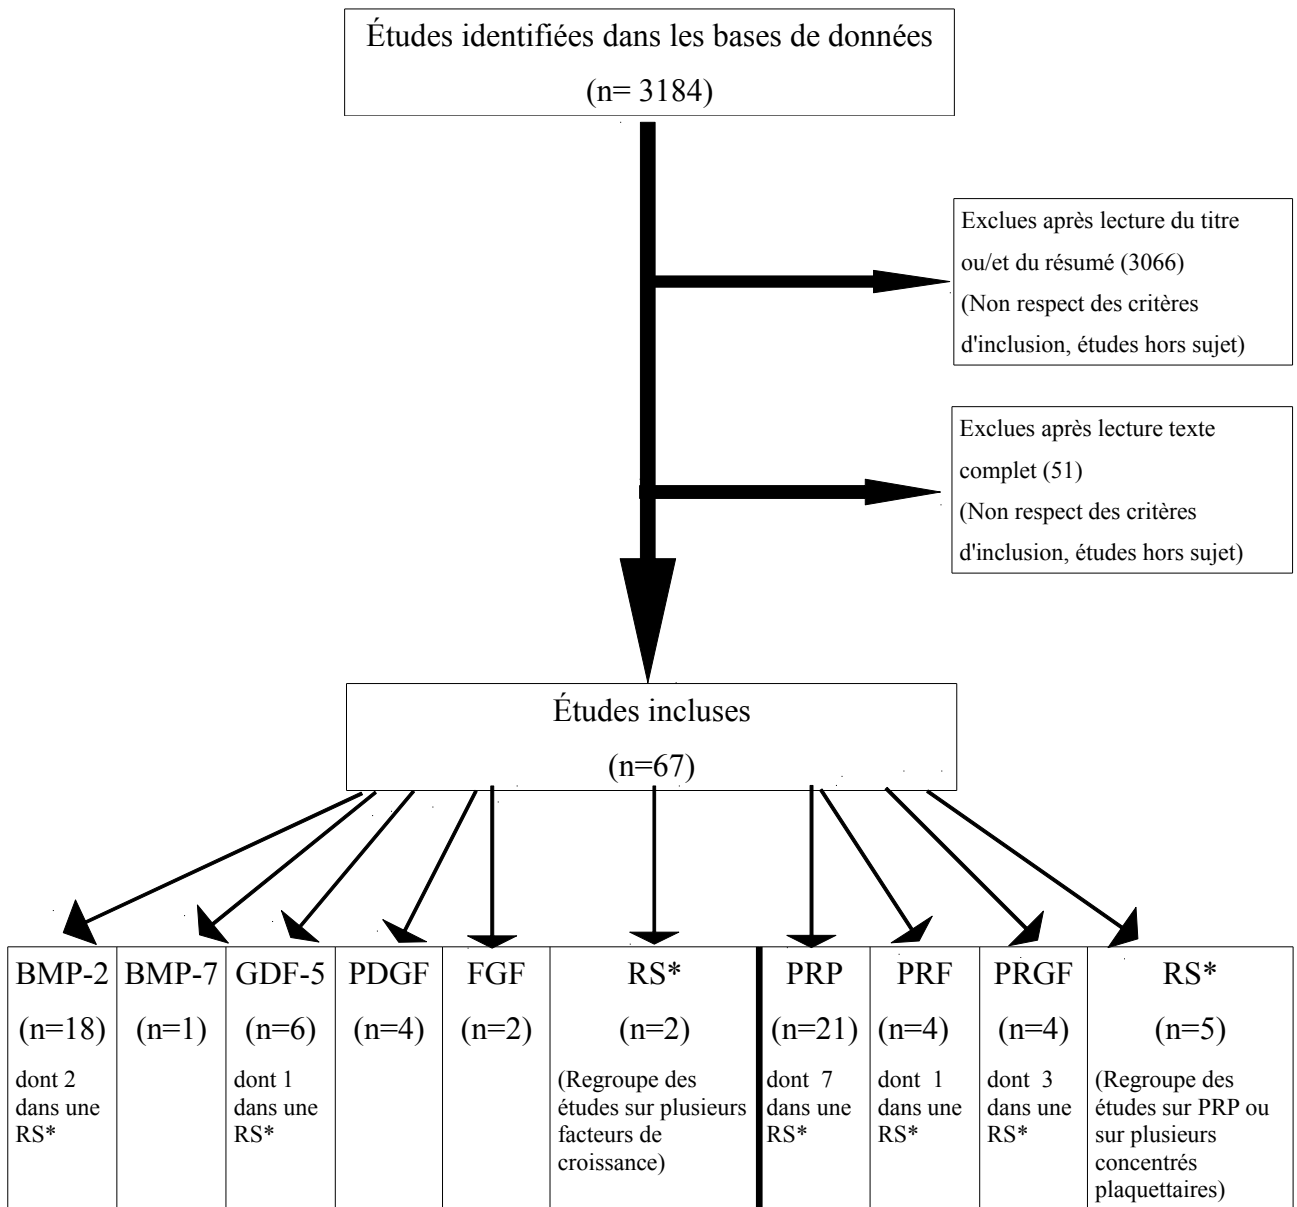 Études identifiées dans les bases de données
(n= 3184)
Exclues après lecture du titre
ou/et du résumé (3066)
(Non respect des critères
d'inclusion, études hors sujet)
Exclues après lecture texte
complet (51)
(Non respect des critères
d'inclusion, études hors sujet)
Études incluses
(n=67)
BMP-2
(n=18)
dont 2
dans une
RS*
BMP-7
(n=1)
GDF-5
(n=6)
dont 1
dans une
RS*
PDGF
(n=4)
FGF
(n=2)
RS*
(n=2)
(Regroupe des
études sur plusieurs
facteurs de
croissance)
PRP
(n=21)
dont 7
dans une
RS*
PRF
(n=4)
dont 1
dans une
RS*
PRGF
(n=4)
dont 3
dans une
RS*
RS*
(n=5)
(Regroupe des
études sur PRP ou
sur plusieurs
concentrés
plaquettaires)